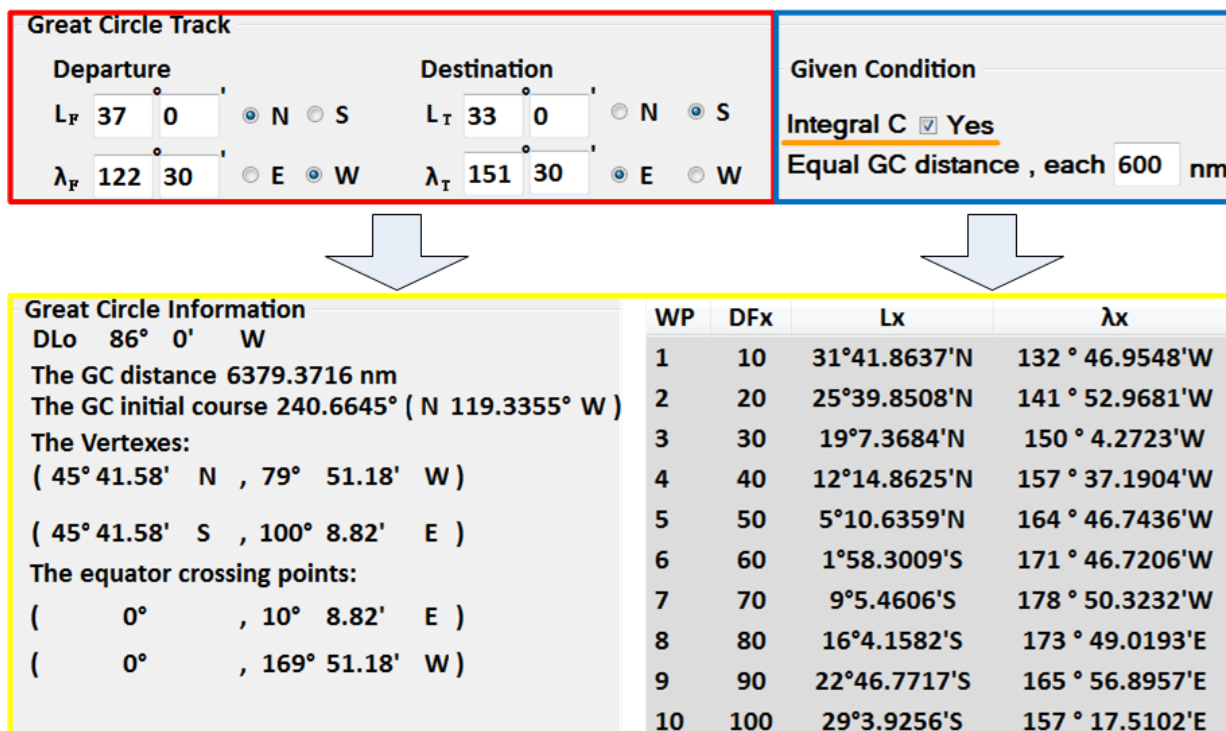 Great Circle Track
Departure
L_F 37 ° 0 ' N S
λ_F 122 ° 30 ' E W
Destination
L_T 33 ° 0 ' N S
λ_T 151 ° 30 ' E W
Given Condition
Integral C Yes
Equal GC distance , each 600 nm
Great Circle Information
DLo 86° 0' W
The GC distance 6379.3716 nm
The GC initial course 240.6645° ( N 119.3355° W )
The Vertexes:
( 45° 41.58' N , 79° 51.18' W )
( 45° 41.58' S , 100° 8.82' E )
The equator crossing points:
( 0° , 10° 8.82' E )
( 0° , 169° 51.18' W )
WP DFx Lx λx
1 10 31°41.8637'N 132 ° 46.9548'W
2 20 25°39.8508'N 141 ° 52.9681'W
3 30 19°7.3684'N 150 ° 4.2723'W
4 40 12°14.8625'N 157 ° 37.1904'W
5 50 5°10.6359'N 164 ° 46.7436'W
6 60 1°58.3009'S 171 ° 46.7206'W
7 70 9°5.4606'S 178 ° 50.3232'W
8 80 16°4.1582'S 173 ° 49.0193'E
9 90 22°46.7717'S 165 ° 56.8957'E
10 100 29°3.9256'S 157 ° 17.5102'E